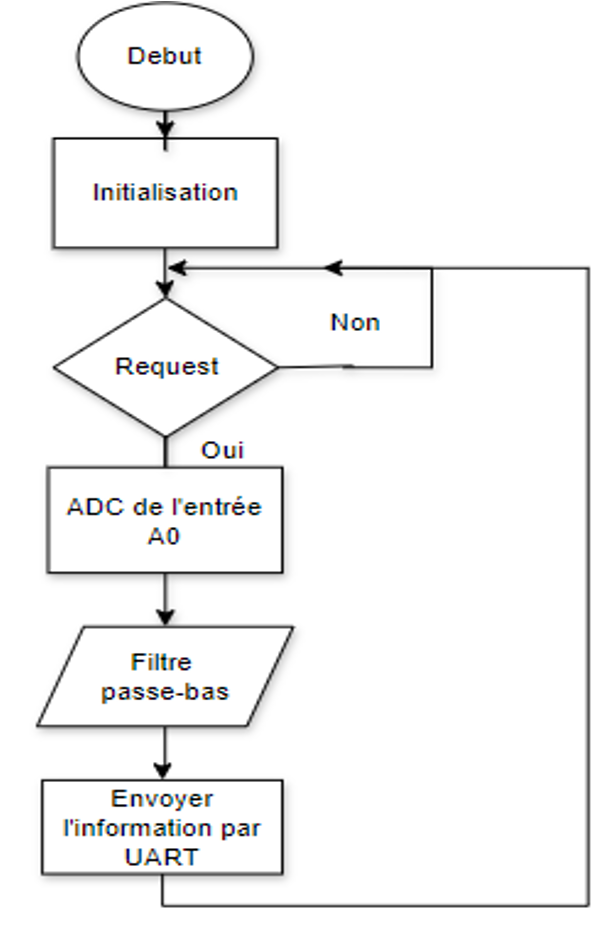 Debut
Initialisation
Request
Non
Oui
ADC de l'entrée
A0
Filtre
passe-bas
Envoyer
l'information par
UART